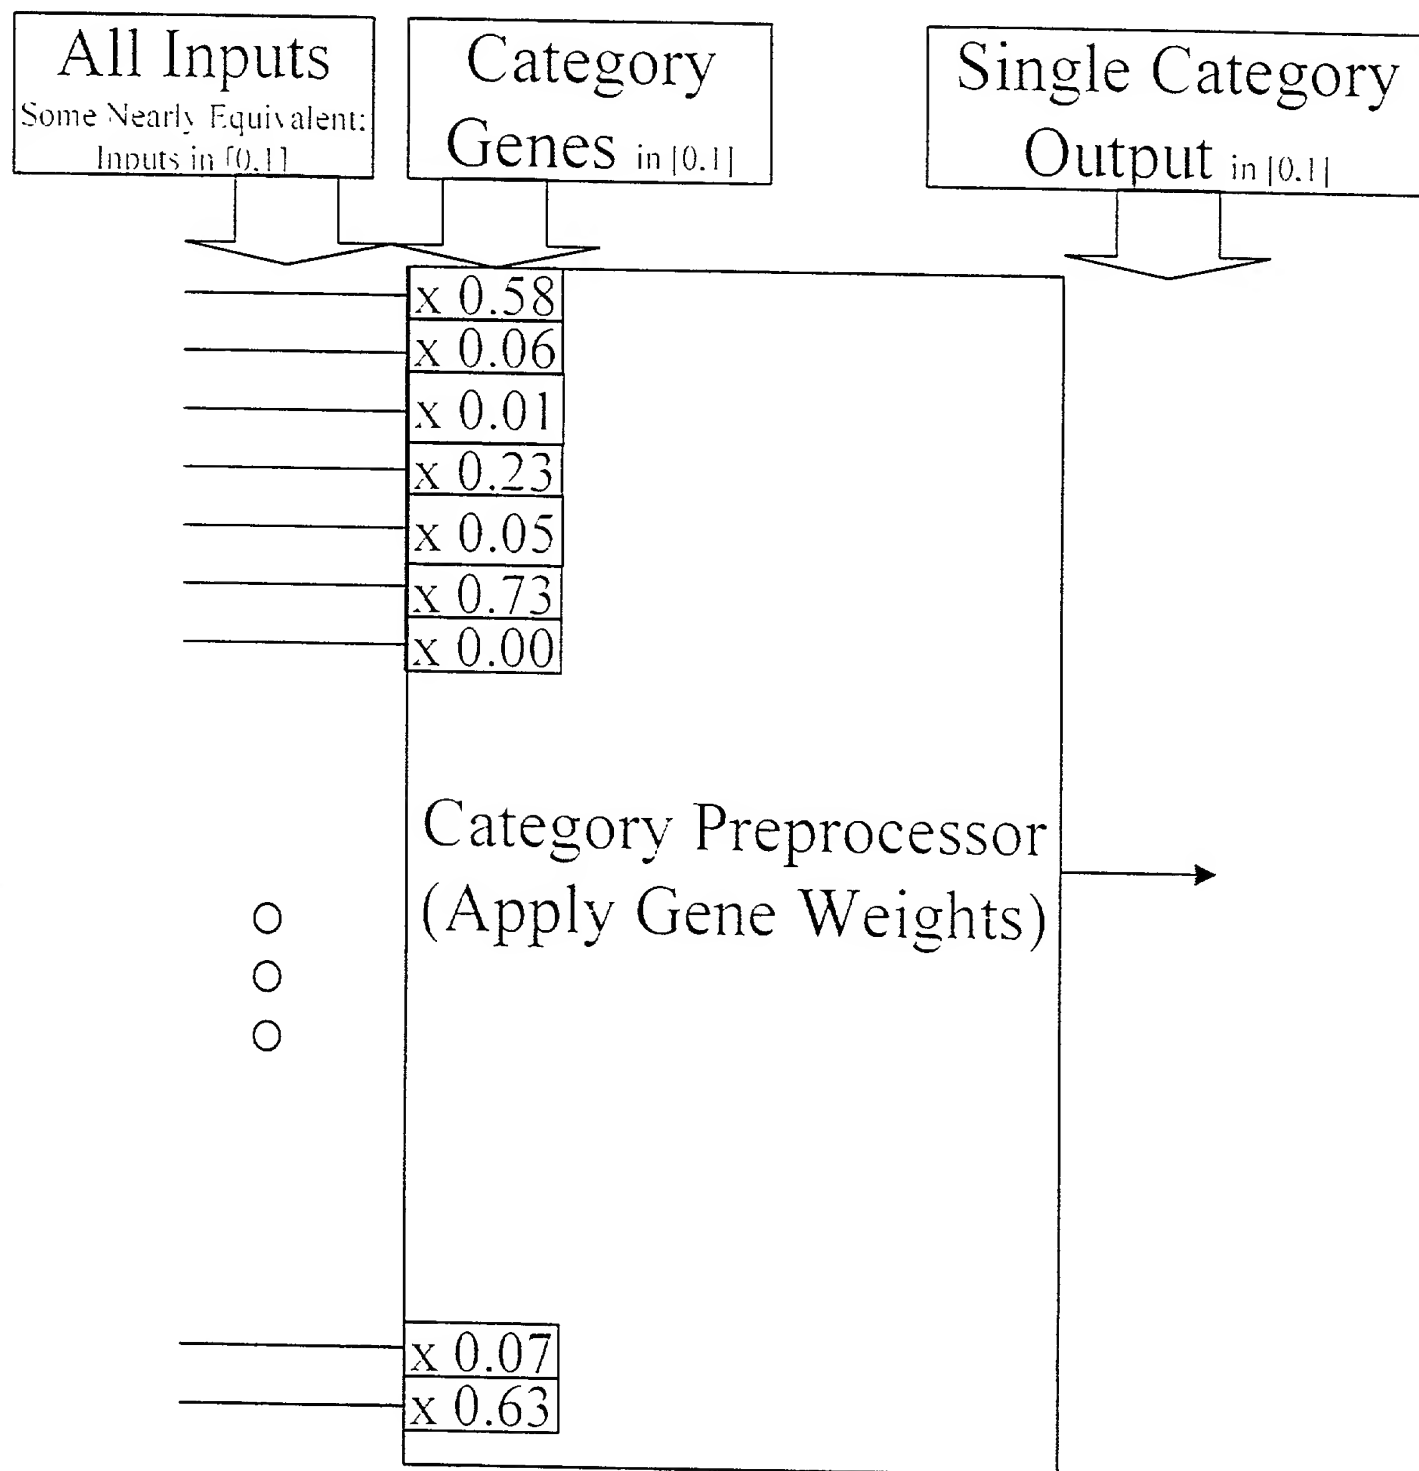 All Inputs
Some Nearly Equivalent:
Inputs in [0,1]
Category
Genes in [0,1]
Single Category
Output in [0,1]
x 0.58
x 0.06
x 0.01
x 0.23
x 0.05
x 0.73
x 0.00
Category Preprocessor
(Apply Gene Weights)
x 0.07
x 0.63